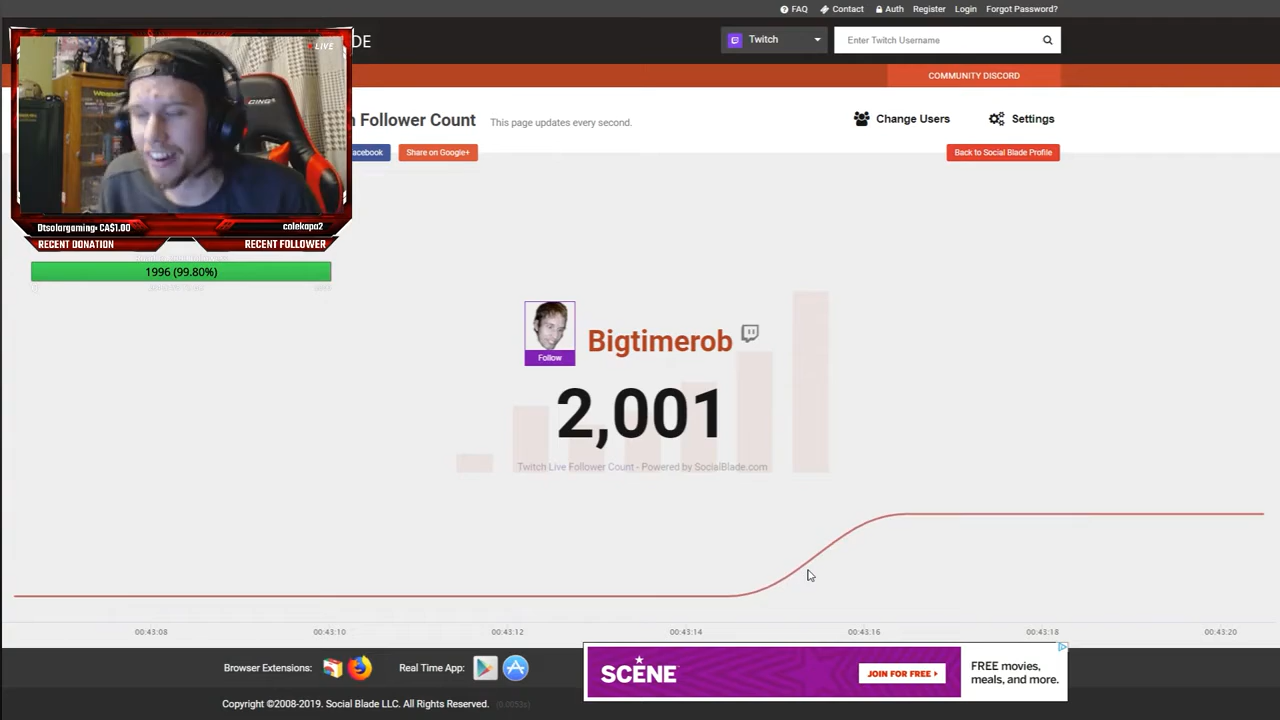 FAQ Contact Auth Register Login Forgot Password?
LIVE
DE
Twitch
Enter Twitch Username
COMMUNITY DISCORD
Follower Count
This page updates every second.
Change Users
Settings
acebook
Share on Google+
Back to Social Blade Profile
Dtsolargaming: CA$1.00
colekapa2
RECENT DONATION
RECENT FOLLOWER
1996 (99.80%)
Follow
Bigtimerob
2,001
Twitch Live Follower Count - Powered by SocialBlade.com
00:43:08 00:43:10 00:43:12 00:43:14 00:43:16 00:43:18 00:43:20
Browser Extensions:
Real Time App:
SCENE
JOIN FOR FREE
FREE movies,
meals, and more.
Copyright ©2008-2019. Social Blade LLC. All Rights Reserved. (0.0053s)